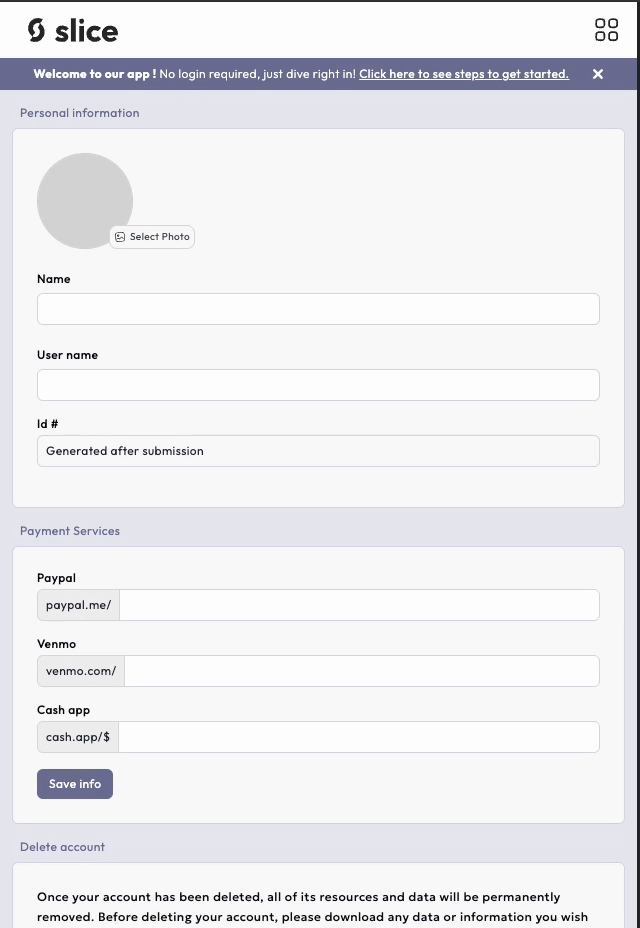 slice
Welcome to our app ! No login required, just dive right in! Click here to see steps to get started.
Personal information
Select Photo
Name
User name
Id #
Generated after submission
Payment Services
Paypal
paypal.me/
Venmo
venmo.com/
Cash app
cash.app/$
Save info
Delete account
Once your account has been deleted, all of its resources and data will be permanently
removed. Before deleting your account, please download any data or information you wish